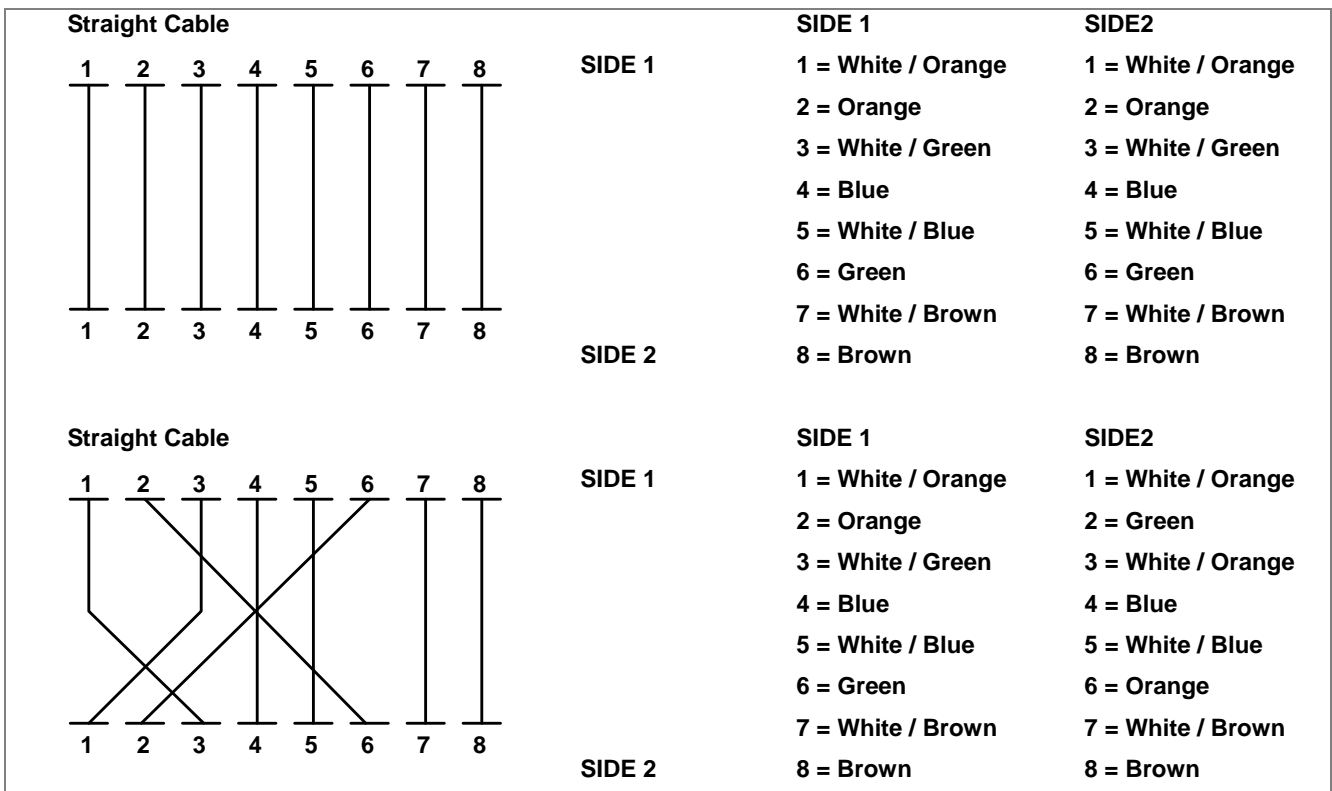 Straight Cable SIDE 1 SIDE2
1 2 3 4 5 6 7 8 SIDE 1 1 = White / Orange 1 = White / Orange
2 = Orange 2 = Orange
3 = White / Green 3 = White / Green
4 = Blue 4 = Blue
5 = White / Blue 5 = White / Blue
6 = Green 6 = Green
7 = White / Brown 7 = White / Brown
1 2 3 4 5 6 7 8
SIDE 2 8 = Brown 8 = Brown
Straight Cable SIDE 1 SIDE2
1 2 3 4 5 6 7 8 SIDE 1 1 = White / Orange 1 = White / Orange
2 = Orange 2 = Green
3 = White / Green 3 = White / Orange
4 = Blue 4 = Blue
5 = White / Blue 5 = White / Blue
6 = Green 6 = Orange
7 = White / Brown 7 = White / Brown
1 2 3 4 5 6 7 8
SIDE 2 8 = Brown 8 = Brown